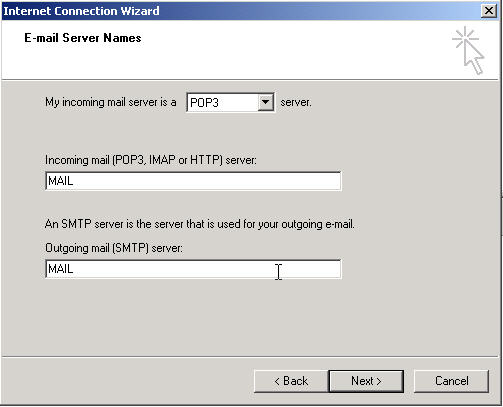 Internet Connection Wizard
E-mail Server Names
My incoming mail server is a POP3 server.
Incoming mail (POP3, IMAP or HTTP) server:
MAIL
An SMTP server is the server that is used for your outgoing e-mail.
Outgoing mail (SMTP) server:
MAIL
< Back Next > Cancel